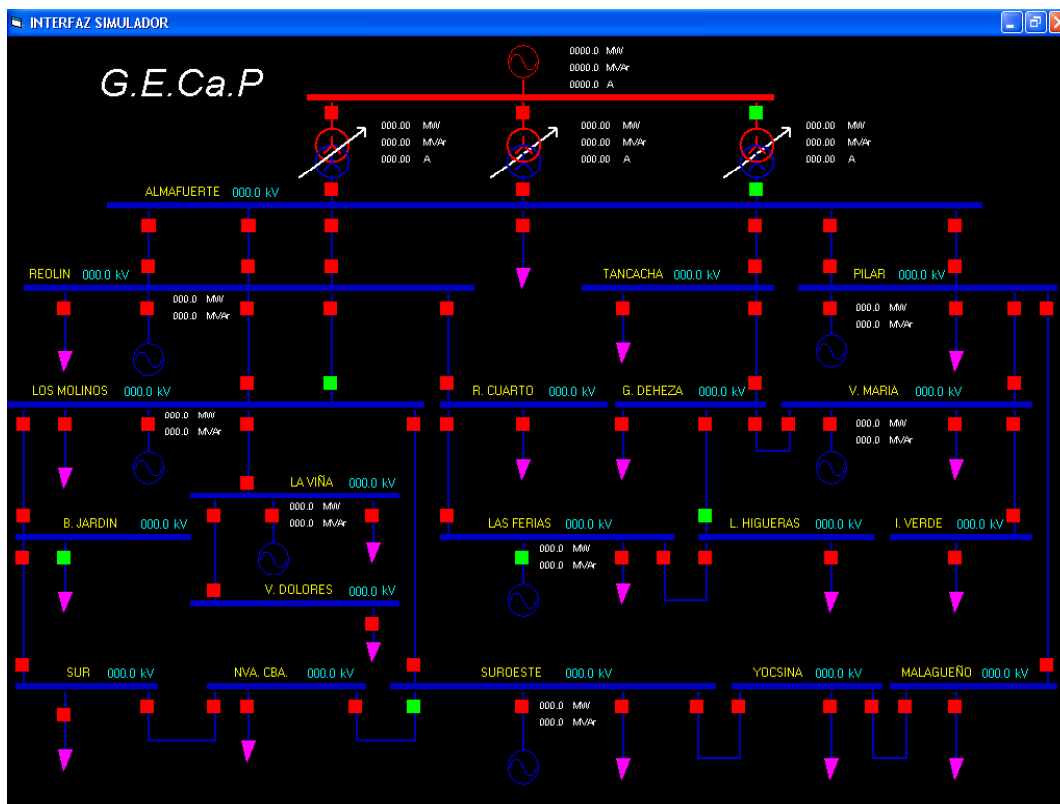 INTERFAZ SIMULADOR
G.E.Ca.P
0000.0 MW
0000.0 MVAr
0000.0 A
000.00 MW
000.00 MVAr
000.00 A
000.00 MW
000.00 MVAr
000.00 A
000.00 MW
000.00 MVAr
000.00 A
ALMAFUERTE 000.0 kV
REOLIN 000.0 kV
TANCACHA 000.0 kV
PILAR 000.0 kV
000.0 MW
000.0 MVAr
000.0 MW
000.0 MVAr
LOS MOLINOS 000.0 kV
R. CUARTO 000.0 kV
G. DEHEZA 000.0 kV
V. MARIA 000.0 kV
000.0 MW
000.0 MVAr
000.0 MW
000.0 MVAr
LA VIÑA 000.0 kV
000.0 MW
000.0 MVAr
B. JARDIN 000.0 kV
LAS FERIAS 000.0 kV
L. HIGUERAS 000.0 kV
I. VERDE 000.0 kV
000.0 MW
000.0 MVAr
V. DOLORES 000.0 kV
SUR 000.0 kV
NVA. CBA. 000.0 kV
SUROESTE 000.0 kV
YOCSINA 000.0 kV
MALAGUEÑO 000.0 kV
000.0 MW
000.0 MVAr